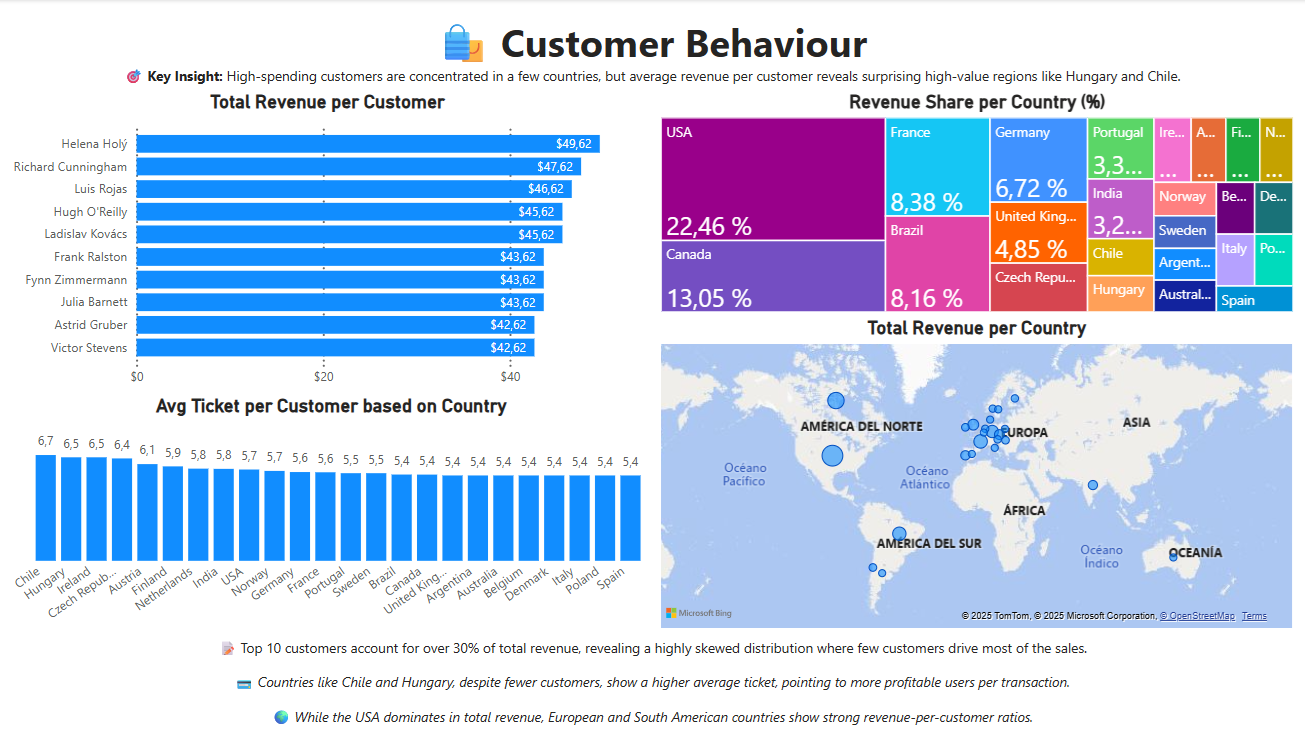 Customer Behaviour
Key Insight: High-spending customers are concentrated in a few countries, but average revenue per customer reveals surprising high-value regions like Hungary and Chile.
Total Revenue per Customer
Helena Holý $49,62
Richard Cunningham $47,62
Luis Rojas $46,62
Hugh O'Reilly $45,62
Ladislav Kovács $45,62
Frank Ralston $43,62
Fynn Zimmermann $43,62
Julia Barnett $43,62
Astrid Gruber $42,62
Victor Stevens $42,62
$0 $20 $40
Avg Ticket per Customer based on Country
6,7 6,5 6,5 6,4 6,1 5,9 5,8 5,8 5,7 5,7 5,6 5,6 5,5 5,5 5,4 5,4 5,4 5,4 5,4 5,4 5,4 5,4 5,4 5,4
Chile
Hungary
Ireland
Czech Repub...
Austria
Finland
Netherlands
India
USA
Norway
Germany
France
Portugal
Sweden
Brazil
Canada
United King...
Argentina
Australia
Belgium
Denmark
Italy
Poland
Spain
Revenue Share per Country (%)
USA
22,46 %
Canada
13,05 %
France
8,38 %
Brazil
8,16 %
Germany
6,72 %
United King...
4,85 %
Czech Repu...
Portugal
3,3...
India
3,2...
Chile
Hungary
Ire...
...
A...
...
Fi...
...
N...
...
Norway
Sweden
Argent...
Austral...
Be...
De...
Italy
Po...
Spain
Total Revenue per Country
AMÉRICA DEL NORTE
EUROPA
ASIA
Océano
Pacífico
Océano
Atlántico
ÁFRICA
AMÉRICA DEL SUR
Océano
Índico
OCEANÍA
Microsoft Bing
© 2025 TomTom, © 2025 Microsoft Corporation, © OpenStreetMap Terms
Top 10 customers account for over 30% of total revenue, revealing a highly skewed distribution where few customers drive most of the sales.
Countries like Chile and Hungary, despite fewer customers, show a higher average ticket, pointing to more profitable users per transaction.
While the USA dominates in total revenue, European and South American countries show strong revenue-per-customer ratios.